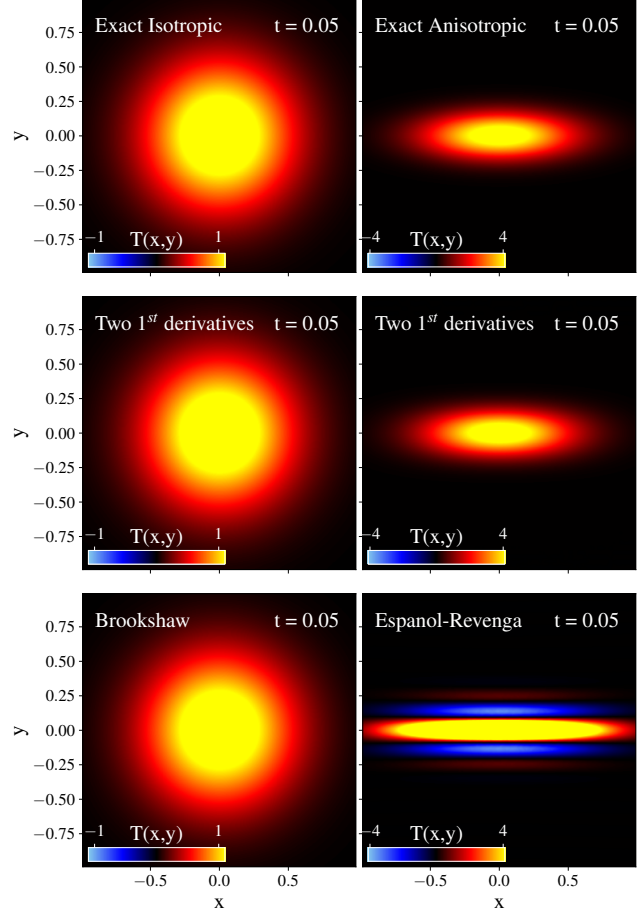 Exact Isotropic t = 0.05
Exact Anisotropic t = 0.05
0.75
0.50
0.25
0.00
−0.25
−0.50
−0.75
y
T(x,y)
−1 1
T(x,y)
−4 4
Two 1st derivatives t = 0.05
Two 1st derivatives t = 0.05
0.75
0.50
0.25
0.00
−0.25
−0.50
−0.75
y
T(x,y)
−1 1
T(x,y)
−4 4
Brookshaw t = 0.05
Espanol-Revenga t = 0.05
0.75
0.50
0.25
0.00
−0.25
−0.50
−0.75
y
T(x,y)
−1 1
T(x,y)
−4 4
−0.5 0.0 0.5
x
−0.5 0.0 0.5
x